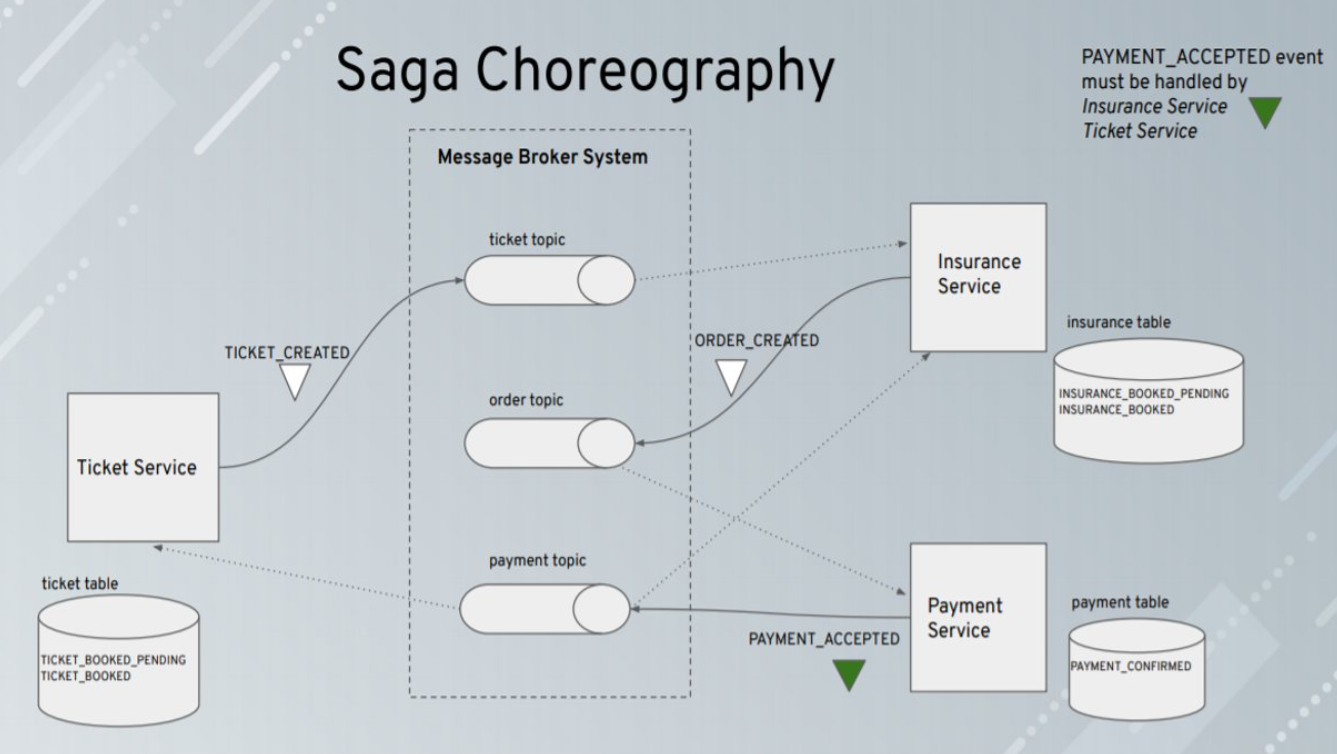 Saga Choreography
PAYMENT_ACCEPTED event
must be handled by
Insurance Service
Ticket Service
Message Broker System
ticket topic
Insurance
Service
insurance table
INSURANCE_BOOKED_PENDING
INSURANCE_BOOKED
TICKET_CREATED
ORDER_CREATED
order topic
Ticket Service
payment topic
ticket table
TICKET_BOOKED_PENDING
TICKET_BOOKED
Payment
Service
PAYMENT_ACCEPTED
payment table
PAYMENT_CONFIRMED